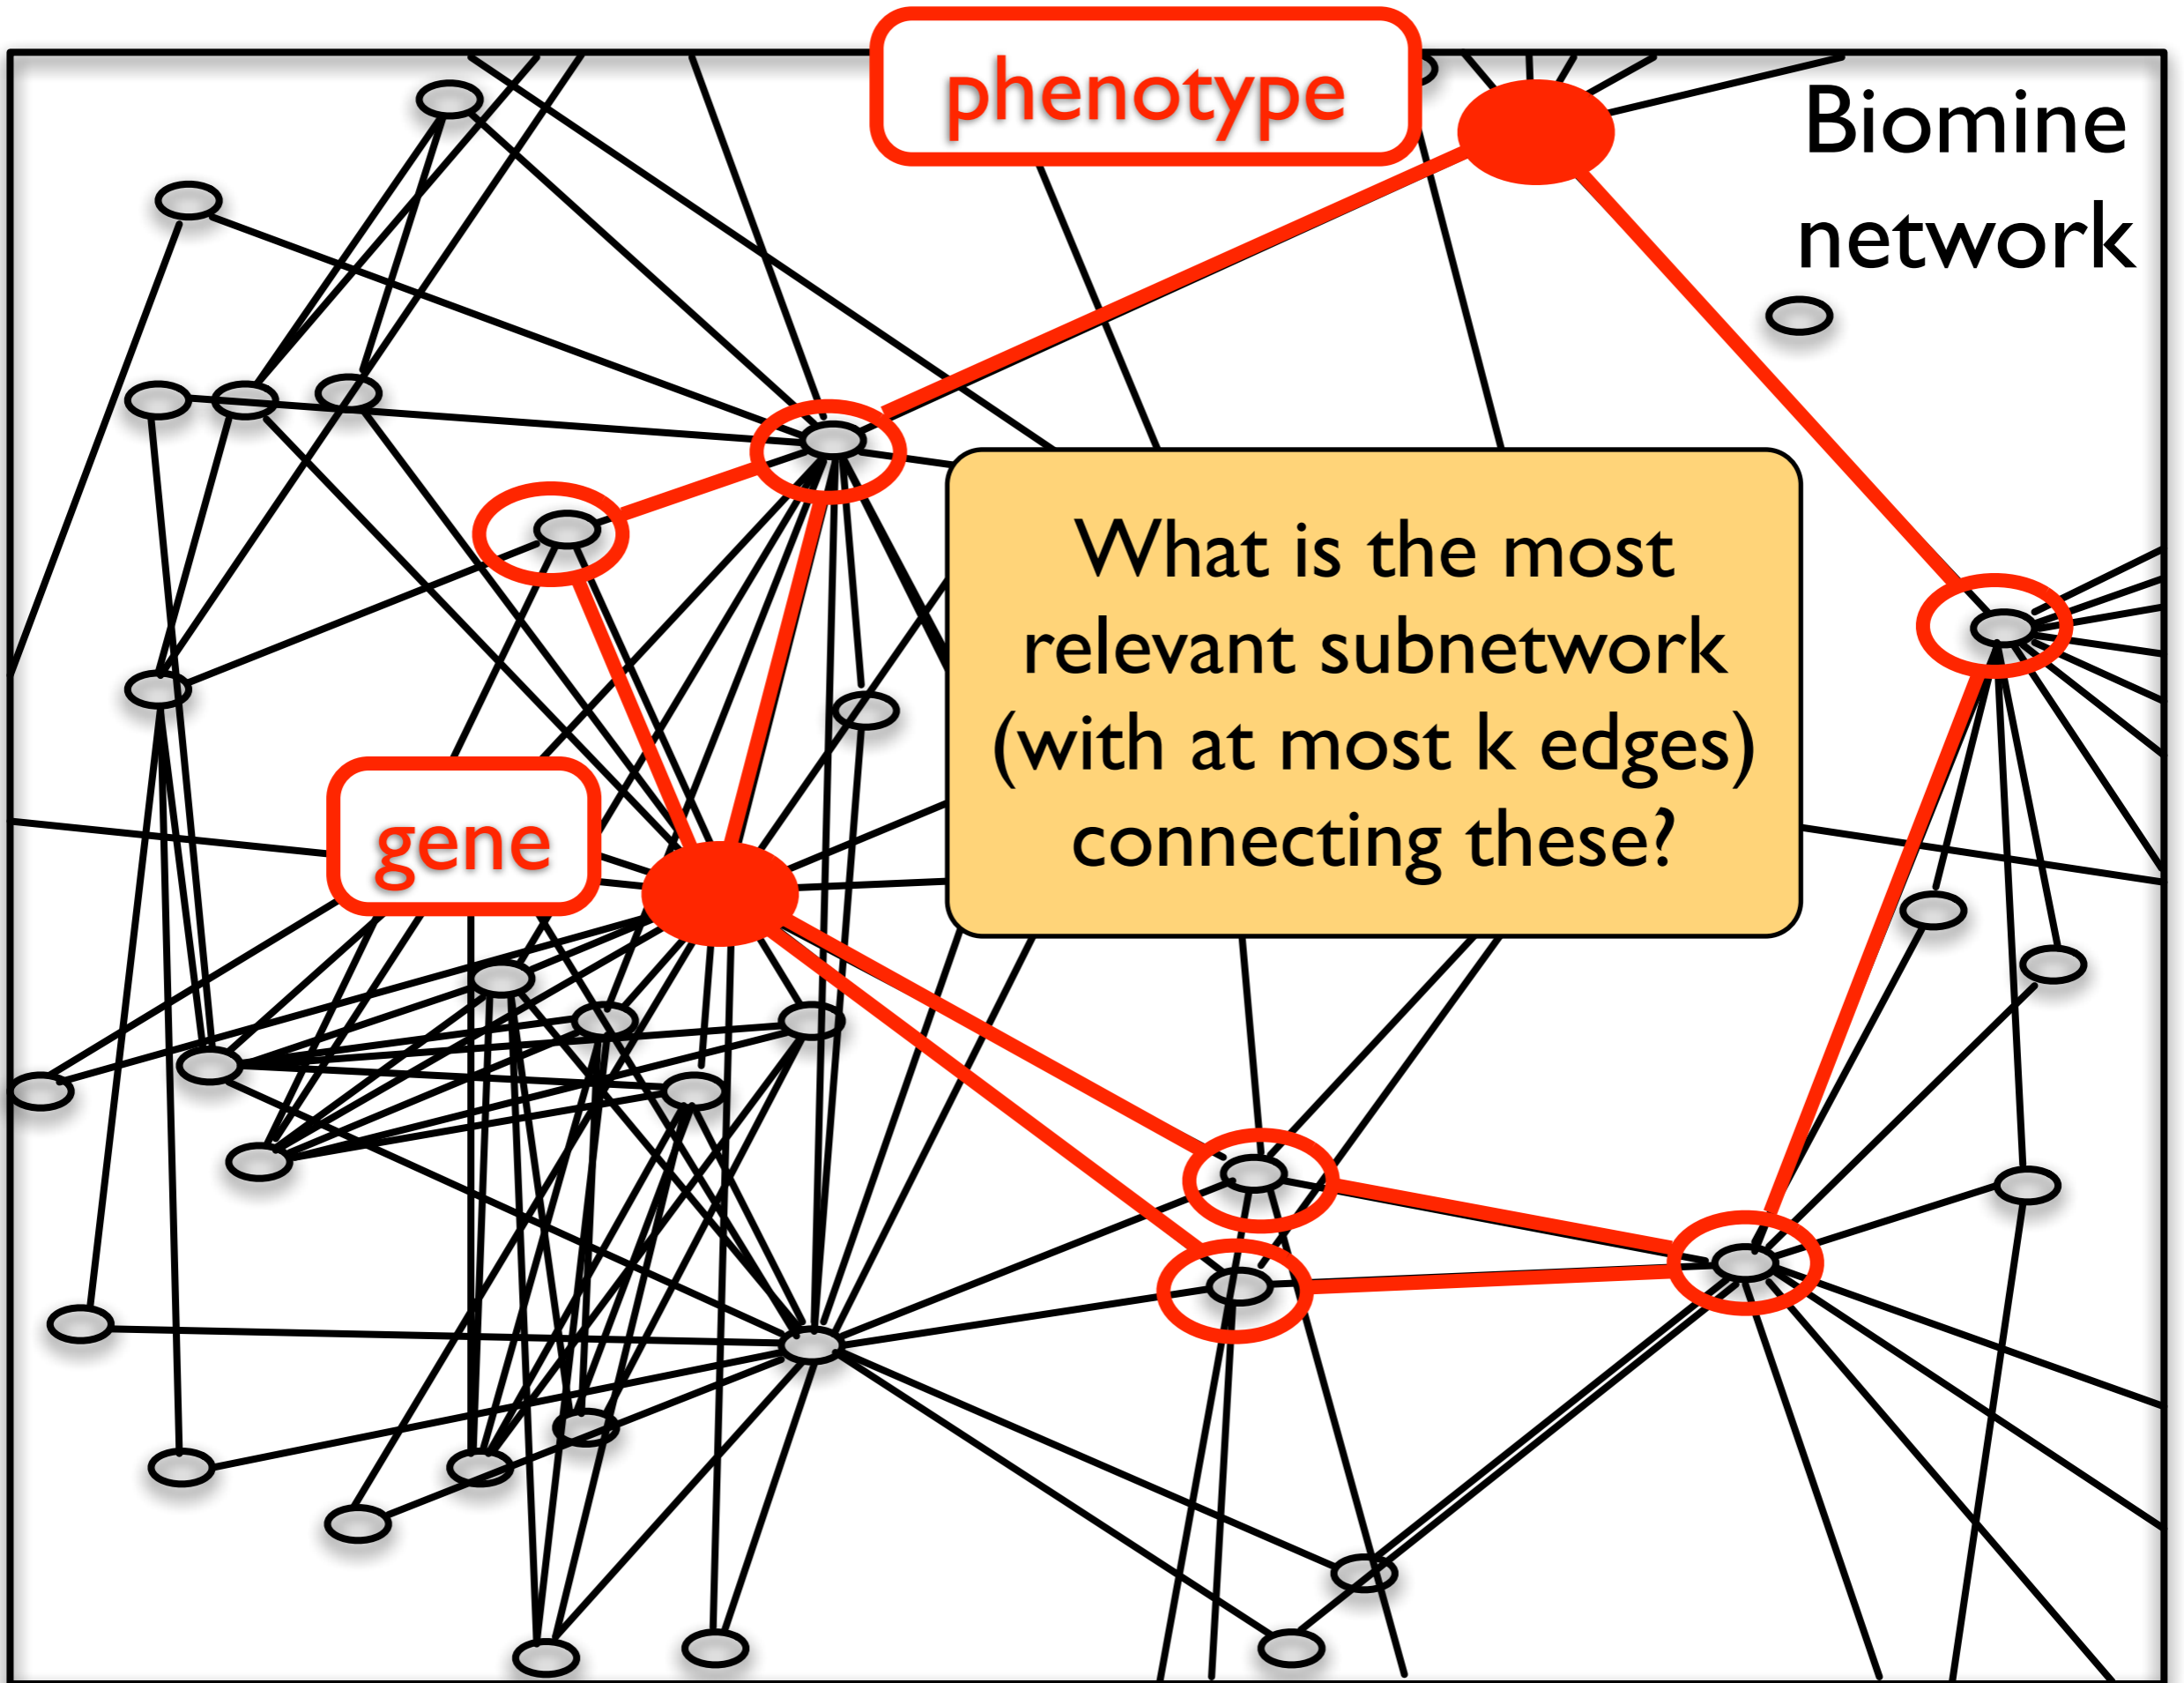 phenotype
Biomine
network
What is the most
relevant subnetwork
(with at most k edges)
connecting these?
gene